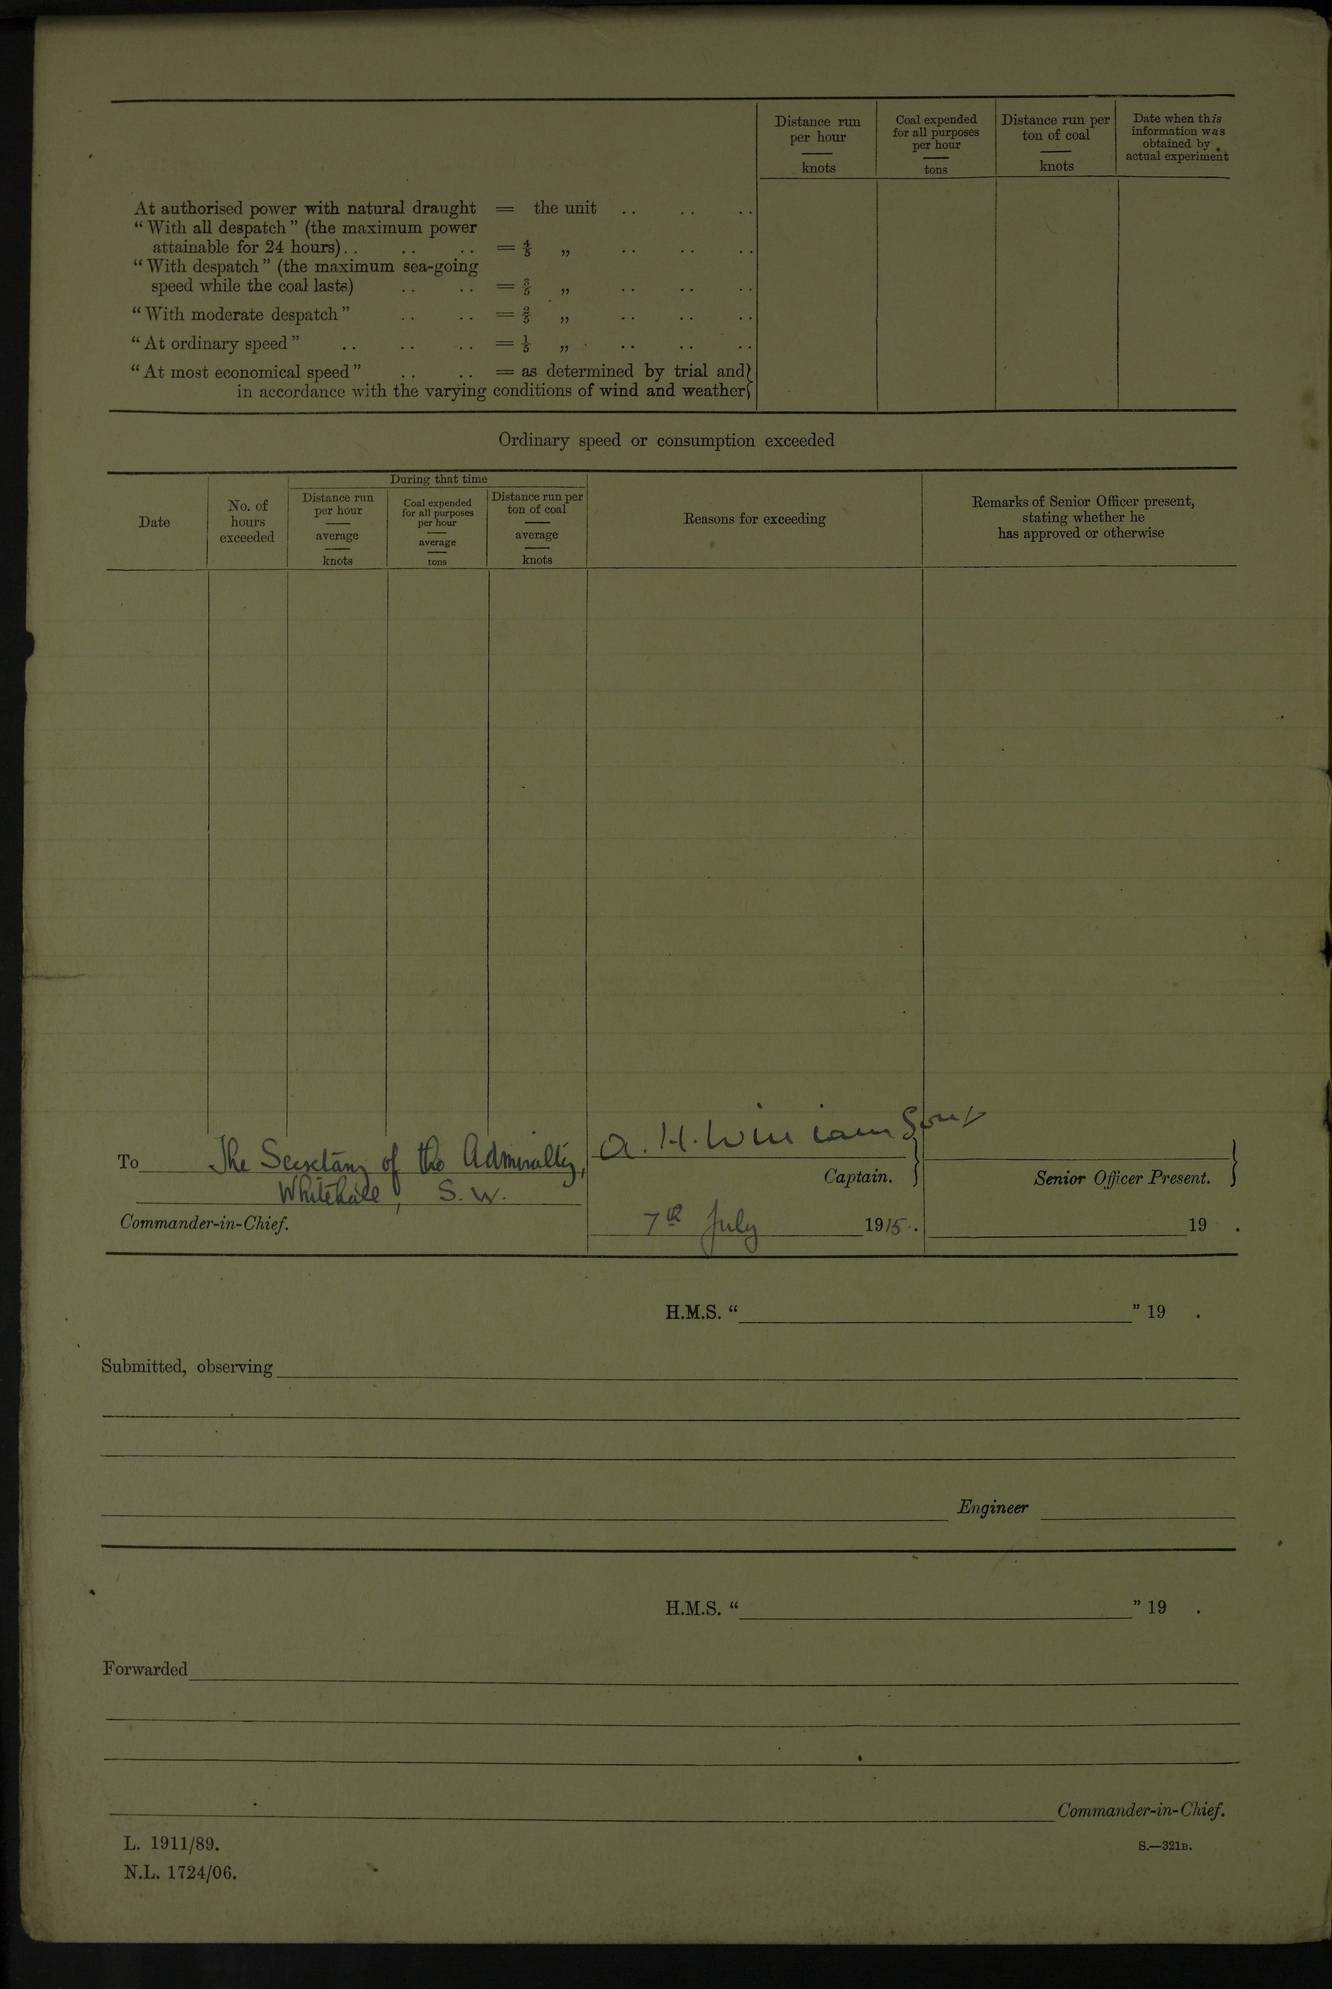 Distance run per hour knots
Coal expended for all purposes per hour tons
Distance run per ton of coal knots
Date when this information was obtained by actual experiment
At authorised power with natural draught = the unit .. .. ..
“With all despatch” (the maximum power
attainable for 24 hours).. .. .. = 4/5 „ .. .. ..
“With despatch” (the maximum sea-going
speed while the coal lasts) .. .. = 3/5 „ .. .. ..
“With moderate despatch” .. .. = 2/5 „ .. .. ..
“At ordinary speed” .. .. .. = 1/5 „ .. .. ..
“At most economical speed” .. .. = as determined by trial and}
in accordance with the varying conditions of wind and weather}
Ordinary speed or consumption exceeded
Date
No. of hours exceeded
During that time
Distance run per hour average knots
Coal expended for all purposes per hour average tons
Distance run per ton of coal average knots
Reasons for exceeding
Remarks of Senior Officer present, stating whether he has approved or otherwise
To The Secretary of the Admiralty,
Whitehall, S.W.
Commander-in-Chief.
A. H. Williamson
Captain.
7th July 1915.
Senior Officer Present.
19 .
H.M.S. “ ” 19 .
Submitted, observing
Engineer
H.M.S. “ ” 19 .
Forwarded
Commander-in-Chief.
L. 1911/89.
N.L. 1724/06.
S.—321B.